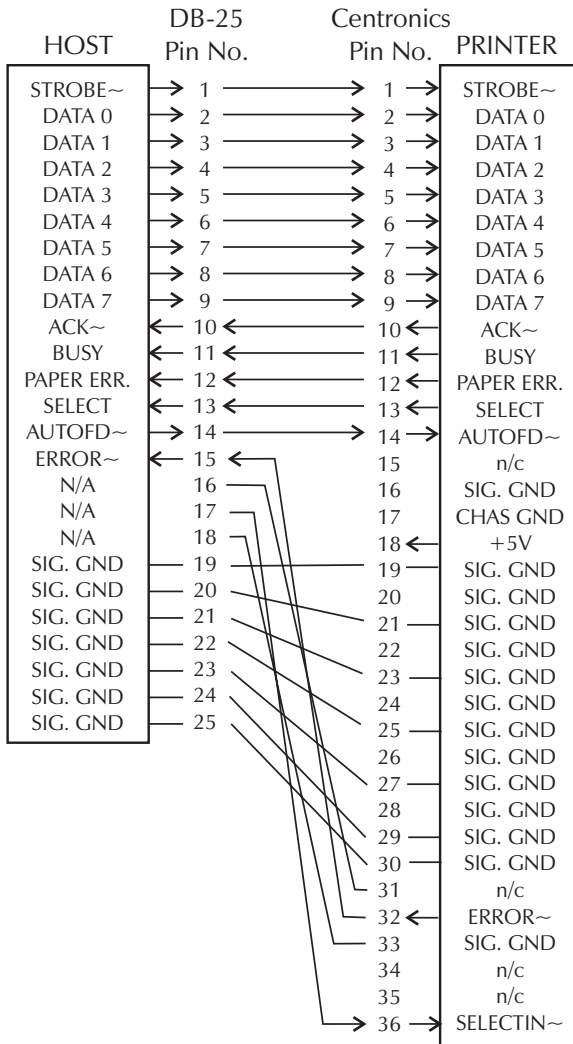 DB-25 Centronics
HOST Pin No. Pin No. PRINTER
STROBE~ 1 1 STROBE~
DATA 0 2 2 DATA 0
DATA 1 3 3 DATA 1
DATA 2 4 4 DATA 2
DATA 3 5 5 DATA 3
DATA 4 6 6 DATA 4
DATA 5 7 7 DATA 5
DATA 6 8 8 DATA 6
DATA 7 9 9 DATA 7
ACK~ 10 10 ACK~
BUSY 11 11 BUSY
PAPER ERR. 12 12 PAPER ERR.
SELECT 13 13 SELECT
AUTOFD~ 14 14 AUTOFD~
ERROR~ 15 15 n/c
N/A 16 16 SIG. GND
N/A 17 17 CHAS GND
N/A 18 18 +5V
SIG. GND 19 19 SIG. GND
SIG. GND 20 20 SIG. GND
SIG. GND 21 21 SIG. GND
SIG. GND 22 22 SIG. GND
SIG. GND 23 23 SIG. GND
SIG. GND 24 24 SIG. GND
SIG. GND 25 25 SIG. GND
26 SIG. GND
27 SIG. GND
28 SIG. GND
29 SIG. GND
30 SIG. GND
31 n/c
32 ERROR~
33 SIG. GND
34 n/c
35 n/c
36 SELECTIN~